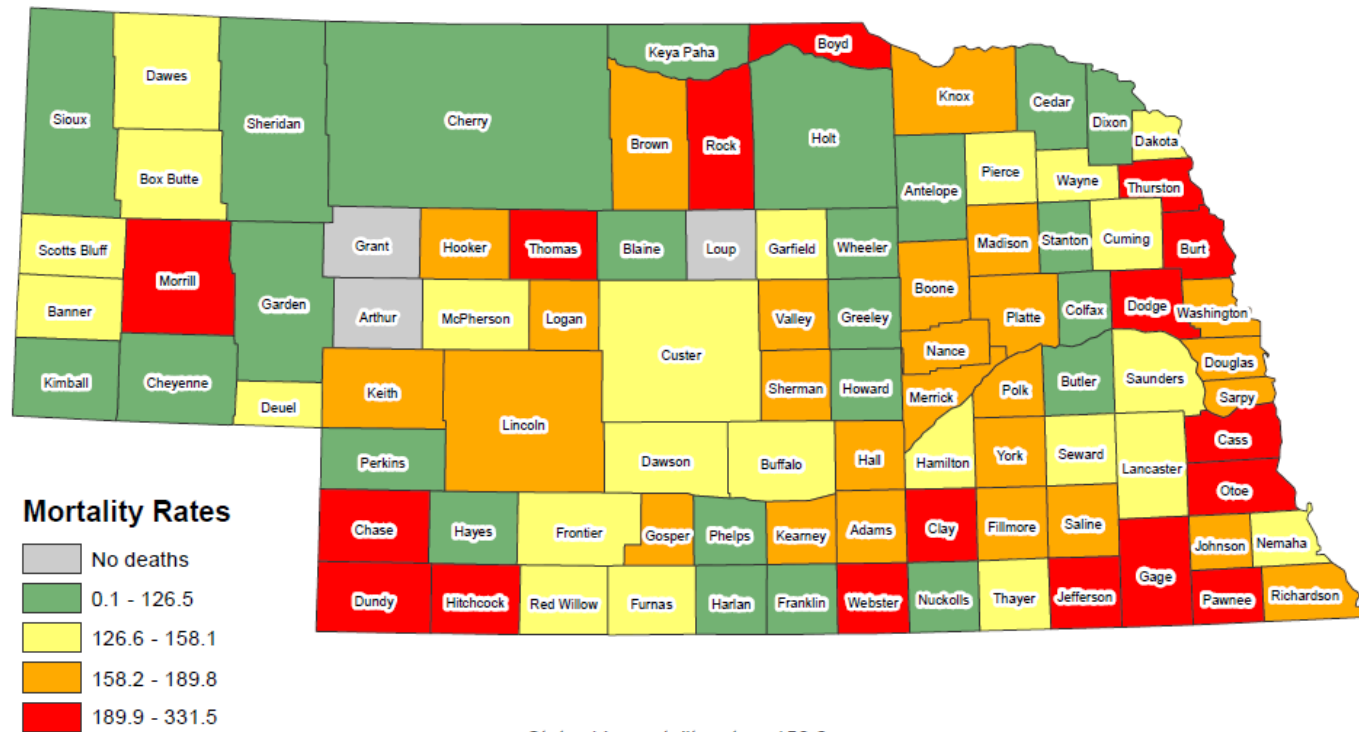 Boyd
Keya Paha
Dawes
Knox
Cedar
Sioux
Sheridan
Cherry
Dixon
Holt
Brown
Rock
Dakota
Pierce
Box Butte
Wayne
Thurston
Antelope
Scotts Bluff
Grant
Hooker
Thomas
Blaine
Loup
Garfield
Wheeler
Madison
Stanton
Cuming
Burt
Morrill
Boone
Garden
Banner
Arthur
McPherson
Logan
Valley
Greeley
Platte
Colfax
Dodge
Washington
Custer
Nance
Douglas
Kimball
Cheyenne
Keith
Sherman
Howard
Merrick
Polk
Butler
Saunders
Sarpy
Deuel
Lincoln
Cass
Perkins
Dawson
Buffalo
Hall
Hamilton
York
Seward
Lancaster
Otoe
Chase
Hayes
Frontier
Gosper
Phelps
Kearney
Adams
Clay
Fillmore
Saline
Johnson
Nemaha
Gage
Dundy
Hitchcock
Red Willow
Furnas
Harlan
Franklin
Webster
Nuckolls
Thayer
Jefferson
Pawnee
Richardson
Mortality Rates
No deaths
0.1 - 126.5
126.6 - 158.1
158.2 - 189.8
189.9 - 331.5